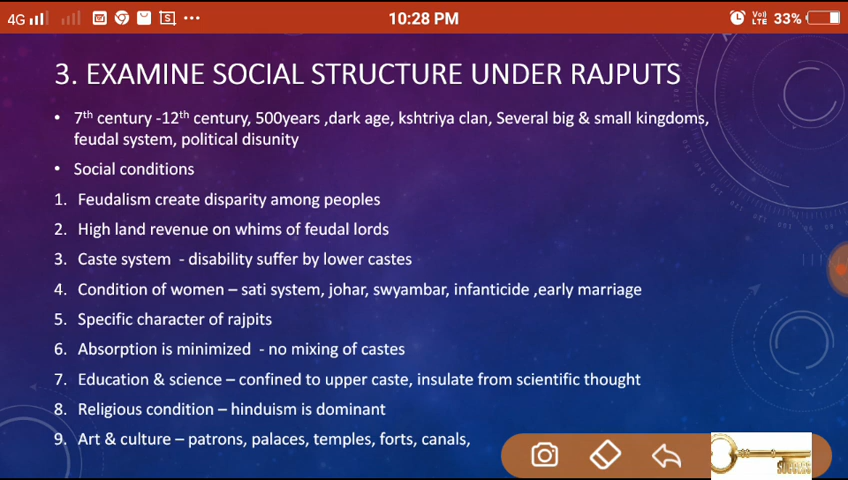 4G
10:28 PM
Vo)) LTE 33%
3. EXAMINE SOCIAL STRUCTURE UNDER RAJPUTS
• 7th century -12th century, 500years ,dark age, kshtriya clan, Several big & small kingdoms,
feudal system, political disunity
• Social conditions
1. Feudalism create disparity among peoples
2. High land revenue on whims of feudal lords
3. Caste system - disability suffer by lower castes
4. Condition of women – sati system, johar, swyambar, infanticide ,early marriage
5. Specific character of rajpits
6. Absorption is minimized - no mixing of castes
7. Education & science – confined to upper caste, insulate from scientific thought
8. Religious condition – hinduism is dominant
9. Art & culture – patrons, palaces, temples, forts, canals,